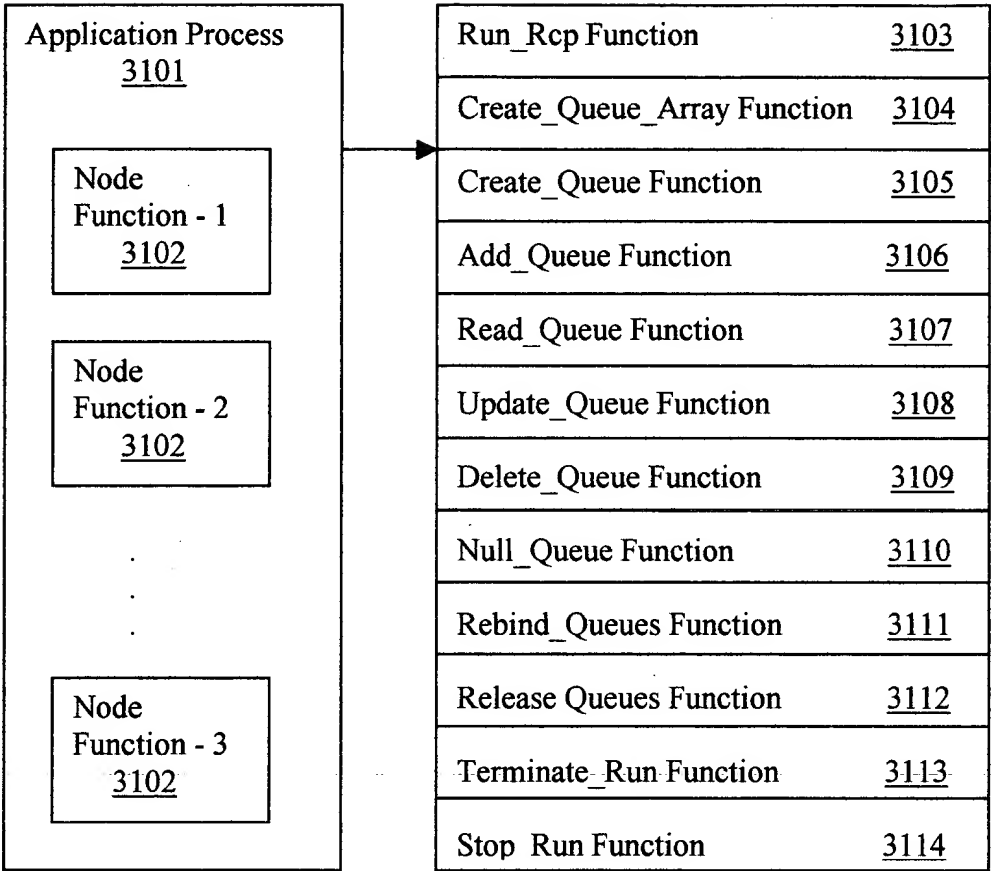 Application Process
3101
Node
Function - 1
3102
Node
Function - 2
3102
.
.
.
Node
Function - 3
3102
Run_Rcp Function 3103
Create_Queue_Array Function 3104
Create_Queue Function 3105
Add_Queue Function 3106
Read_Queue Function 3107
Update_Queue Function 3108
Delete_Queue Function 3109
Null_Queue Function 3110
Rebind_Queues Function 3111
Release Queues Function 3112
Terminate_Run Function 3113
Stop_Run Function 3114